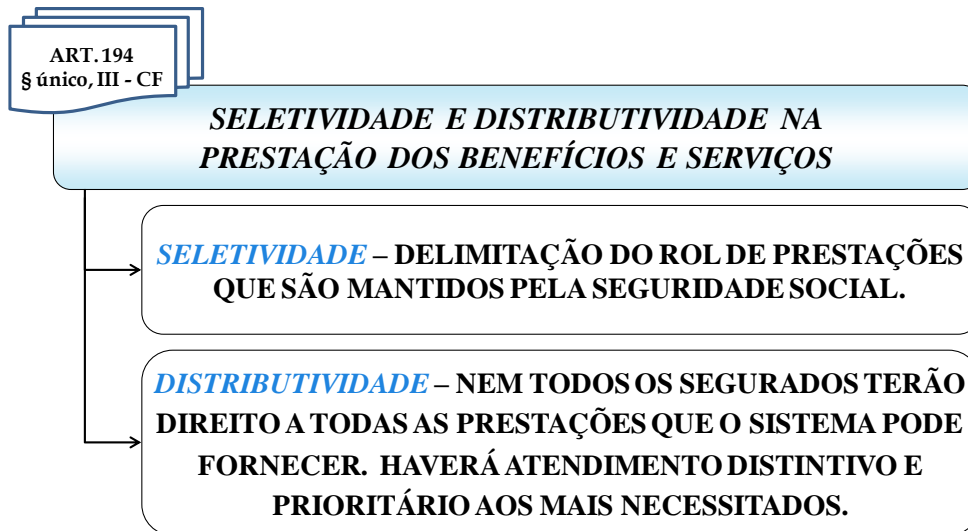 ART. 194
§ único, III - CF
SELETIVIDADE E DISTRIBUTIVIDADE NA
PRESTAÇÃO DOS BENEFÍCIOS E SERVIÇOS
SELETIVIDADE – DELIMITAÇÃO DO ROL DE PRESTAÇÕES
QUE SÃO MANTIDOS PELA SEGURIDADE SOCIAL.
DISTRIBUTIVIDADE – NEM TODOS OS SEGURADOS TERÃO
DIREITO A TODAS AS PRESTAÇÕES QUE O SISTEMA PODE
FORNECER. HAVERÁ ATENDIMENTO DISTINTIVO E
PRIORITÁRIO AOS MAIS NECESSITADOS.